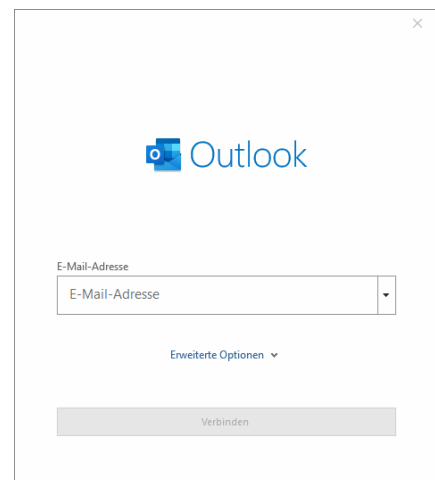 Outlook
E-Mail-Adresse
E-Mail-Adresse
Erweiterte Optionen
Verbinden